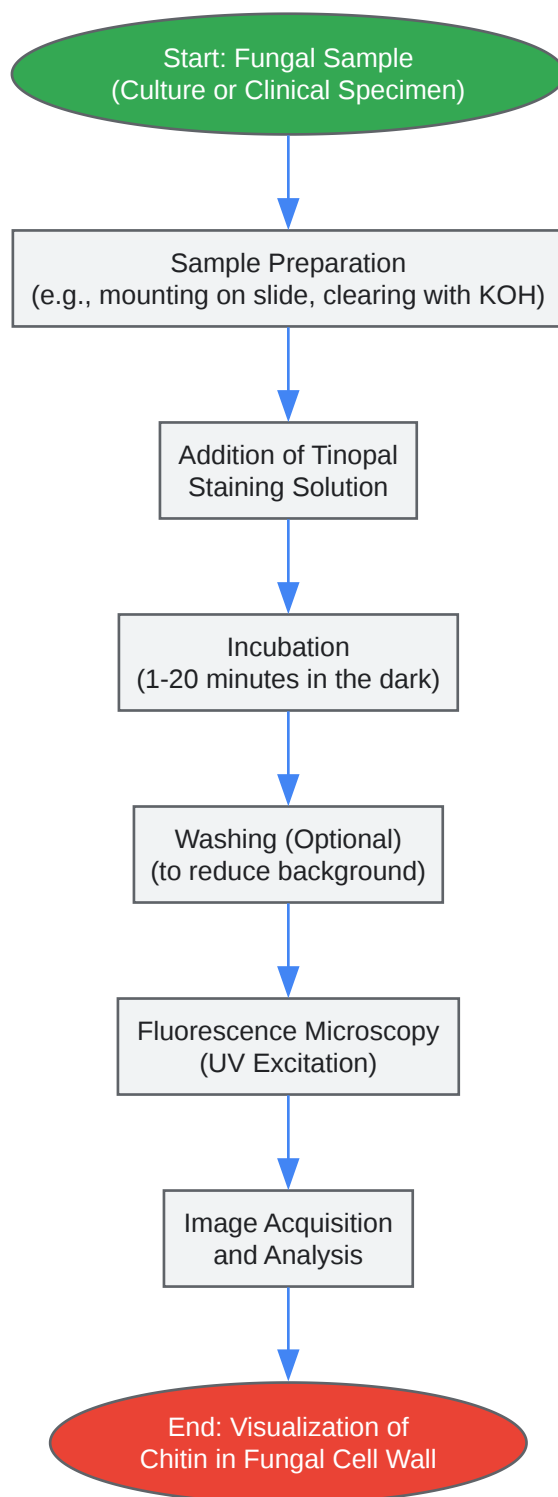 Start: Fungal Sample
(Culture or Clinical Specimen)
Sample Preparation
(e.g., mounting on slide, clearing with KOH)
Addition of Tinopal
Staining Solution
Incubation
(1-20 minutes in the dark)
Washing (Optional)
(to reduce background)
Fluorescence Microscopy
(UV Excitation)
Image Acquisition
and Analysis
End: Visualization of
Chitin in Fungal Cell Wall